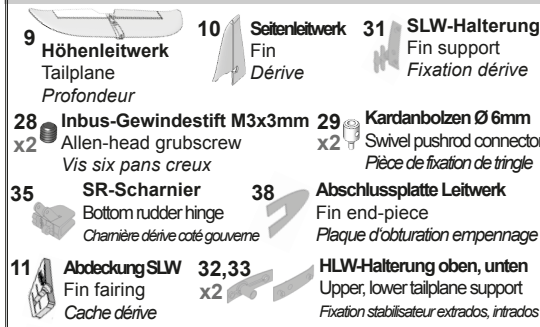 9
Höhenleitwerk
Tailplane
Profondeur
10
Seitenleitwerk
Fin
Dérive
31
SLW-Halterung
Fin support
Fixation dérive
28
x2
Inbus-Gewindestift M3x3mm
Allen-head grubscrew
Vis six pans creux
29
x2
Kardanbolzen Ø 6mm
Swivel pushrod connector
Pièce de fixation de tringle
35
SR-Scharnier
Bottom rudder hinge
Charnière dérive coté gouverne
38
Abschlussplatte Leitwerk
Fin end-piece
Plaque d'obturation empennage
11
Abdeckung SLW
Fin fairing
Cache dérive
32,33
x2
HLW-Halterung oben, unten
Upper, lower tailplane support
Fixation stabilisateur extrados, intrados